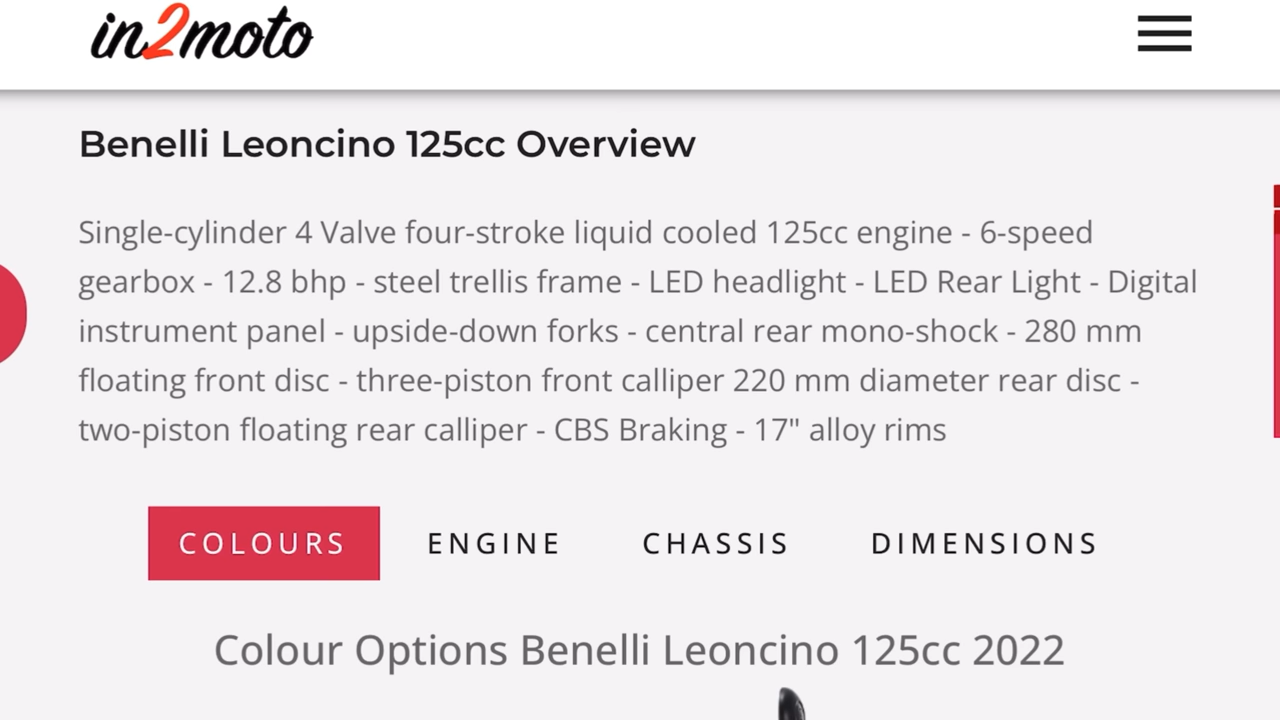 in2moto
Benelli Leoncino 125cc Overview
Single-cylinder 4 Valve four-stroke liquid cooled 125cc engine - 6-speed
gearbox - 12.8 bhp - steel trellis frame - LED headlight - LED Rear Light - Digital
instrument panel - upside-down forks - central rear mono-shock - 280 mm
floating front disc - three-piston front calliper 220 mm diameter rear disc -
two-piston floating rear calliper - CBS Braking - 17" alloy rims
COLOURS ENGINE CHASSIS DIMENSIONS
Colour Options Benelli Leoncino 125cc 2022